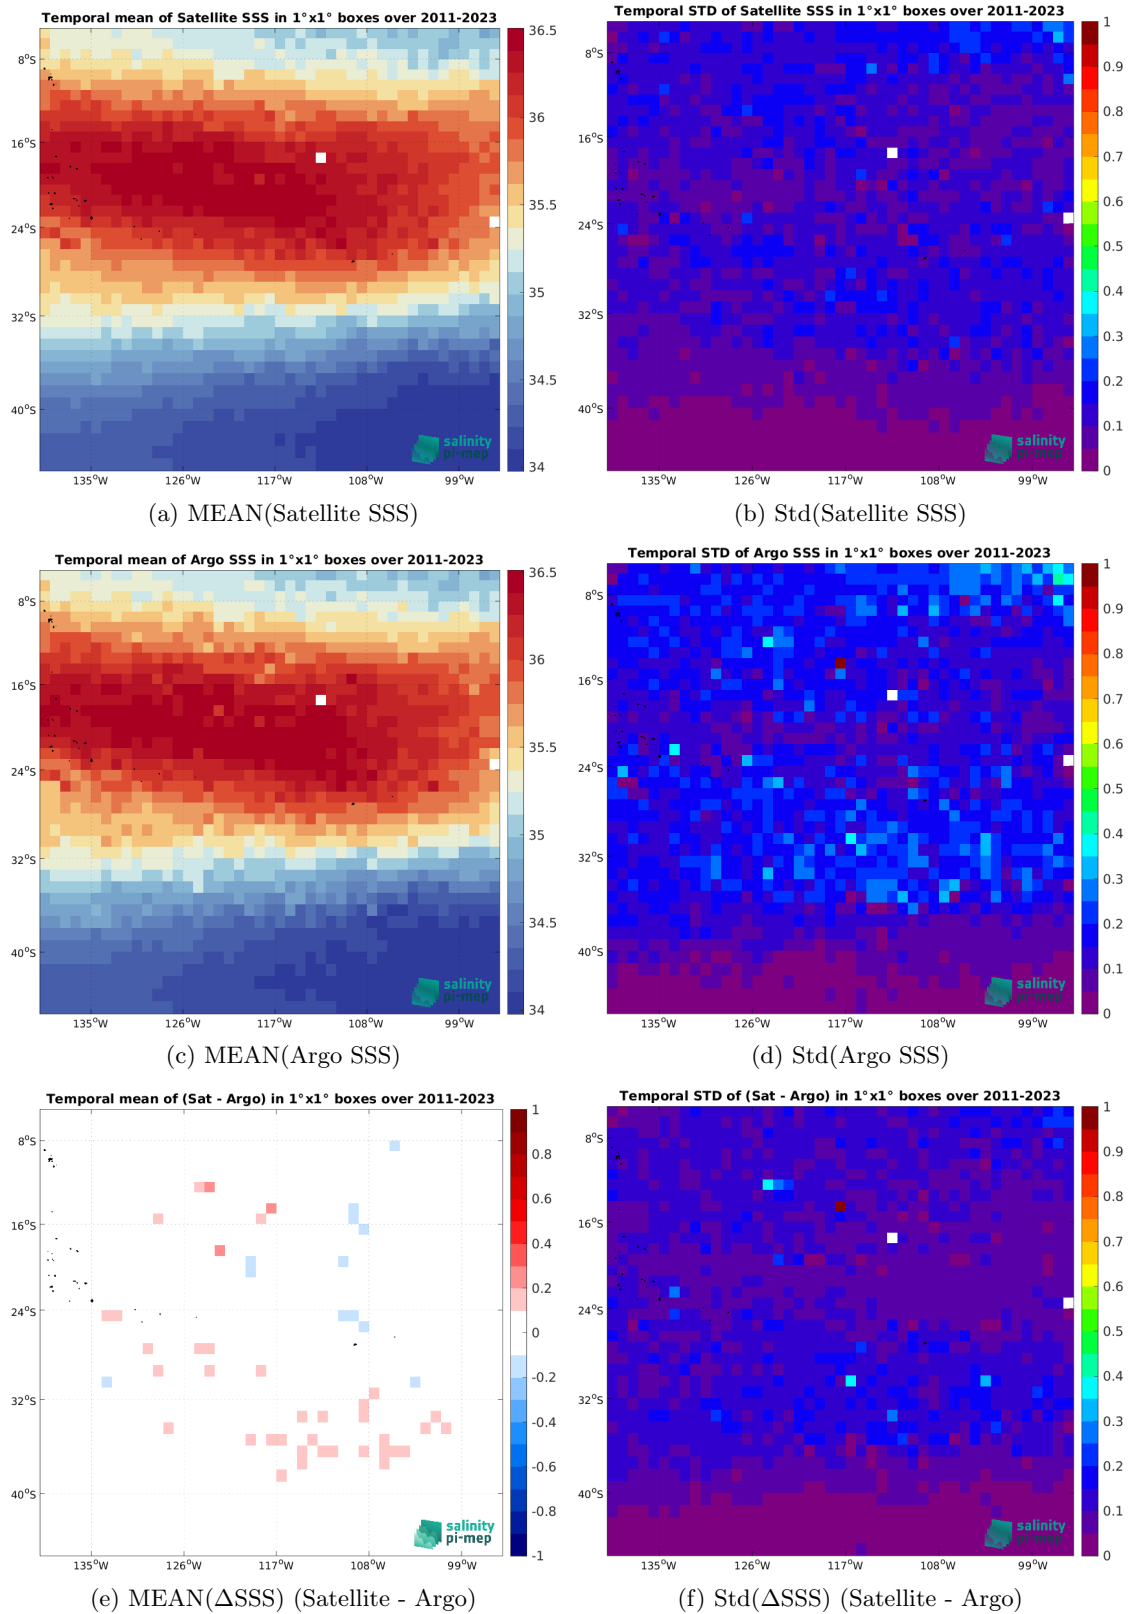 Temporal mean of Satellite SSS in 1°x1° boxes over 2011-2023
8°S
16°S
24°S
32°S
40°S
135°W 126°W 117°W 108°W 99°W
36.5
36
35.5
35
34.5
34
salinity
pi-mep
(a) MEAN(Satellite SSS)
Temporal STD of Satellite SSS in 1°x1° boxes over 2011-2023
8°S
16°S
24°S
32°S
40°S
135°W 126°W 117°W 108°W 99°W
1
0.9
0.8
0.7
0.6
0.5
0.4
0.3
0.2
0.1
0
salinity
pi-mep
(b) Std(Satellite SSS)
Temporal mean of Argo SSS in 1°x1° boxes over 2011-2023
8°S
16°S
24°S
32°S
40°S
135°W 126°W 117°W 108°W 99°W
36.5
36
35.5
35
34.5
34
salinity
pi-mep
(c) MEAN(Argo SSS)
Temporal STD of Argo SSS in 1°x1° boxes over 2011-2023
8°S
16°S
24°S
32°S
40°S
135°W 126°W 117°W 108°W 99°W
1
0.9
0.8
0.7
0.6
0.5
0.4
0.3
0.2
0.1
0
salinity
pi-mep
(d) Std(Argo SSS)
Temporal mean of (Sat - Argo) in 1°x1° boxes over 2011-2023
8°S
16°S
24°S
32°S
40°S
135°W 126°W 117°W 108°W 99°W
1
0.8
0.6
0.4
0.2
0
-0.2
-0.4
-0.6
-0.8
-1
salinity
pi-mep
(e) MEAN(ΔSSS) (Satellite - Argo)
Temporal STD of (Sat - Argo) in 1°x1° boxes over 2011-2023
8°S
16°S
24°S
32°S
40°S
135°W 126°W 117°W 108°W 99°W
1
0.9
0.8
0.7
0.6
0.5
0.4
0.3
0.2
0.1
0
salinity
pi-mep
(f) Std(ΔSSS) (Satellite - Argo)